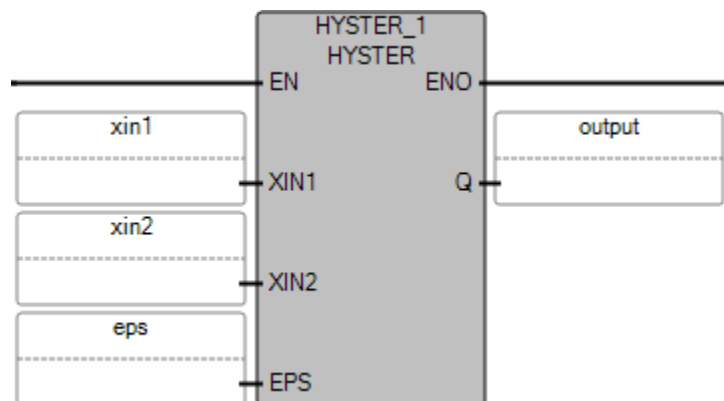 HYSTER_1
HYSTER
EN ENO
xin1 output
XIN1 Q
xin2
XIN2
eps
EPS